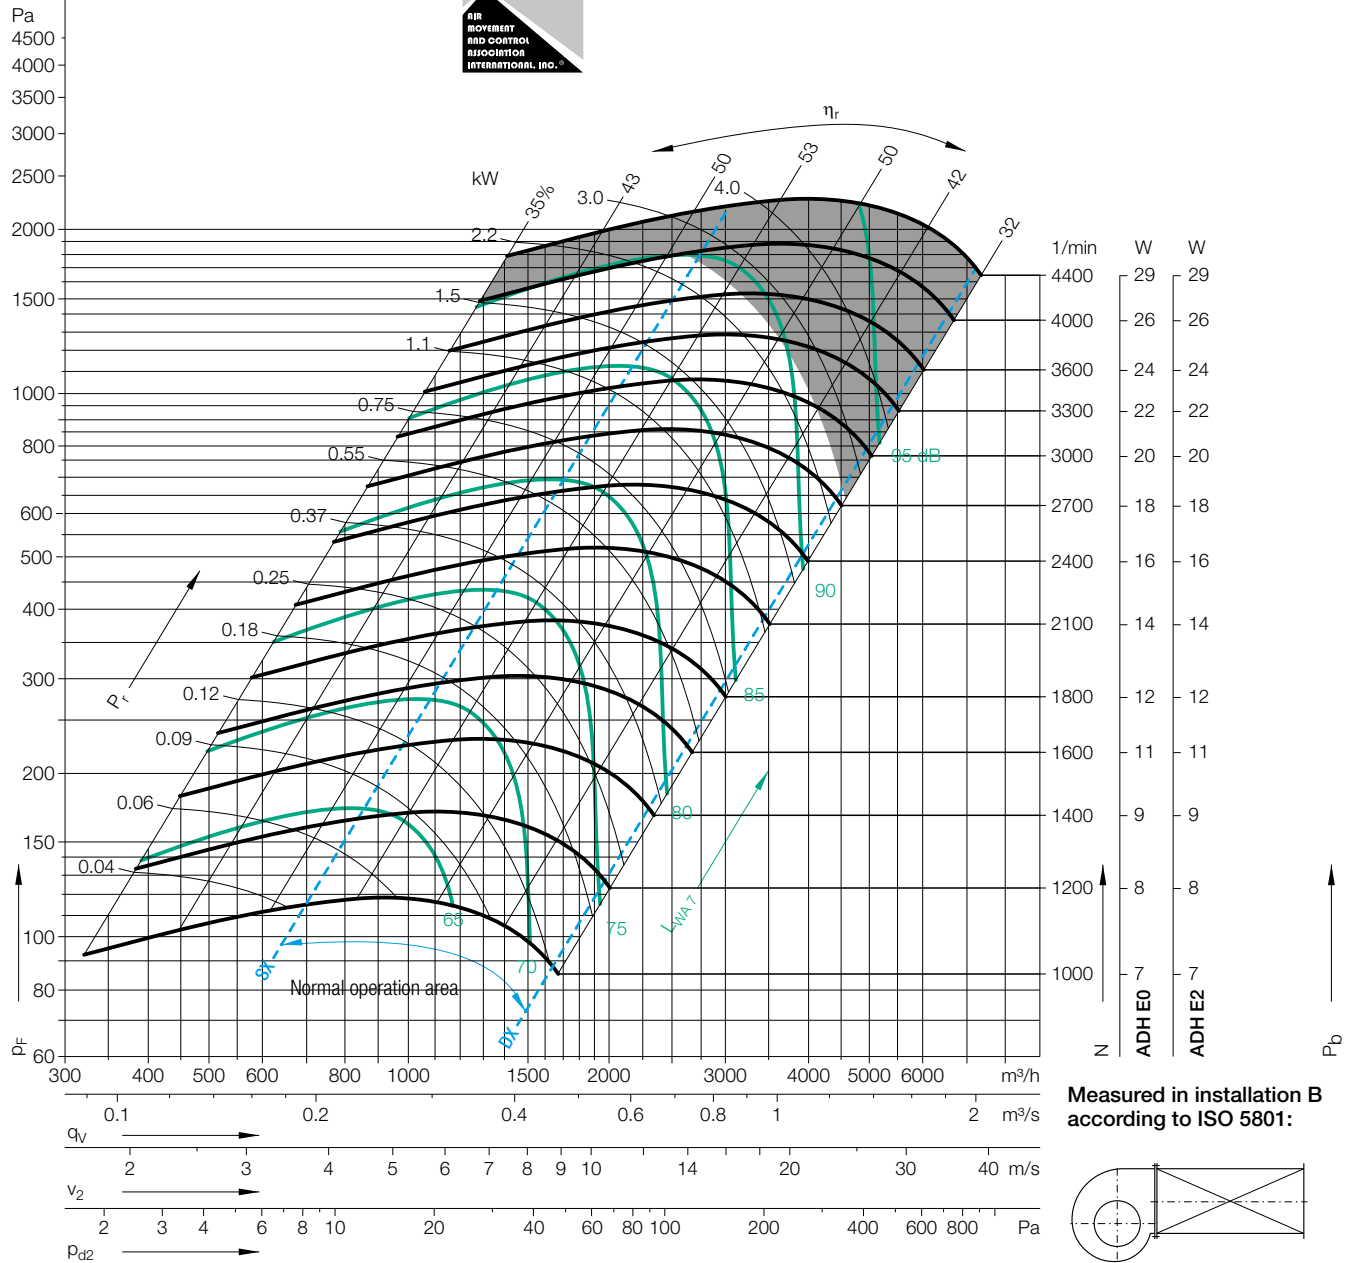 Pa
4500
4000
3500
3000
2500
2000
1500
1000
800
600
500
400
300
200
150
100
80
60
AIR
MOVEMENT
AND CONTROL
ASSOCIATION
INTERNATIONAL, INC.®
ηr
kW
35% 43 50 53 50 42 32
4.0
3.0
2.2
1.5
1.1
0.75
0.55
0.37
0.25
0.18
0.12
0.09
0.06
0.04
Pr
65
70
75
80
85
90
95 dB
LWA 7
SX
DX
Normal operation area
1/min W W
4400 29 29
4000 26 26
3600 24 24
3300 22 22
3000 20 20
2700 18 18
2400 16 16
2100 14 14
1800 12 12
1600 11 11
1400 9 9
1200 8 8
1000 7 7
N
ADH E0
ADH E2
pF
Pb
300 400 500 600 800 1000 1500 2000 3000 4000 5000 6000 m³/h
0.1 0.2 0.4 0.6 0.8 1 2 m³/s
qV
2 3 4 5 6 7 8 9 10 14 20 30 40 m/s
v2
2 3 4 6 8 10 20 40 60 80 100 200 400 600 800 Pa
pd2
Measured in installation B
according to ISO 5801: